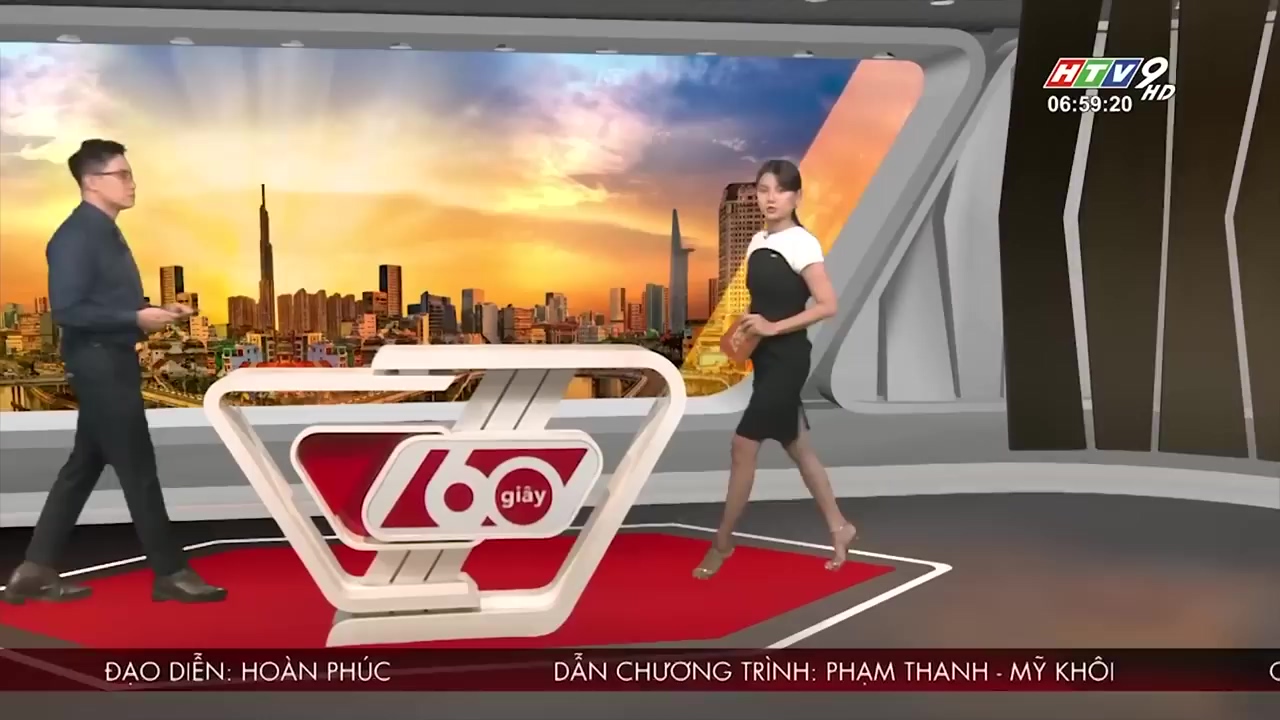 HTV9
HD
06:59:20
60
giây
ĐẠO DIỄN: HOÀN PHÚC
DẪN CHƯƠNG TRÌNH: PHẠM THANH - MỸ KHÔI